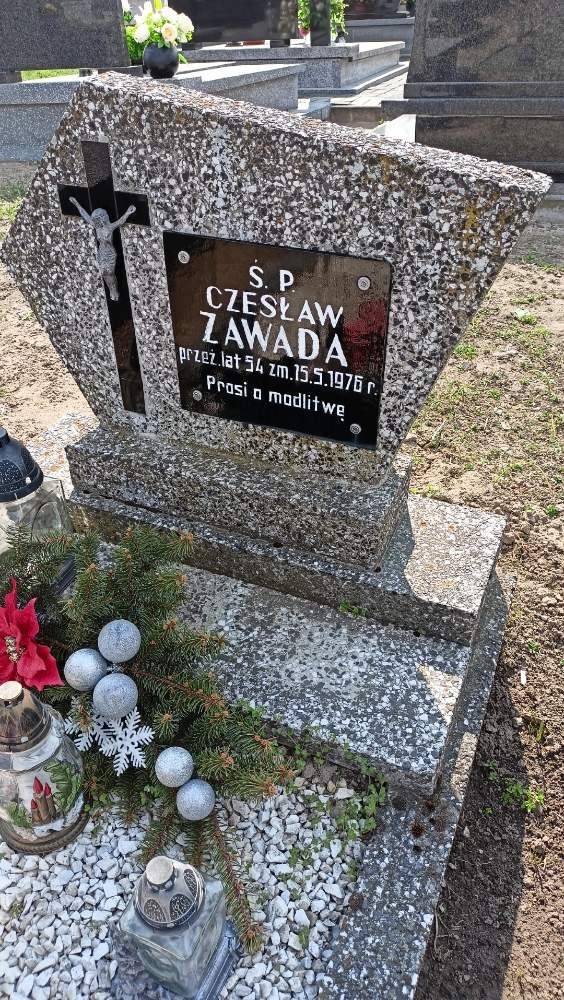 Ś. P.
CZESŁAW
ZAWADA
przeż. lat 54 zm. 15.5.1976 r.
Prosi o modlitwę